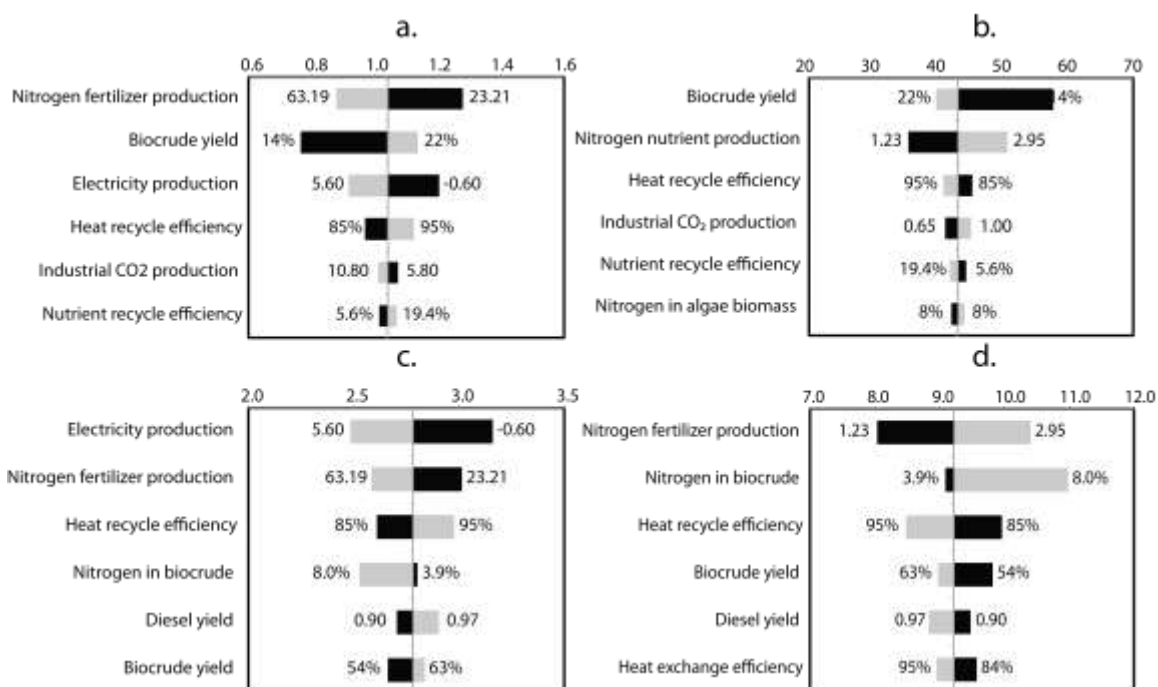 a.
0.6 0.8 1.0 1.2 1.4 1.6
Nitrogen fertilizer production 63.19 23.21
Biocrude yield 14% 22%
Electricity production 5.60 -0.60
Heat recycle efficiency 85% 95%
Industrial CO2 production 10.80 5.80
Nutrient recycle efficiency 5.6% 19.4%
b.
20 30 40 50 60 70
Biocrude yield 22% 4%
Nitrogen nutrient production 1.23 2.95
Heat recycle efficiency 95% 85%
Industrial CO₂ production 0.65 1.00
Nutrient recycle efficiency 19.4% 5.6%
Nitrogen in algae biomass 8% 8%
c.
2.0 2.5 3.0 3.5
Electricity production 5.60 -0.60
Nitrogen fertilizer production 63.19 23.21
Heat recycle efficiency 85% 95%
Nitrogen in biocrude 8.0% 3.9%
Diesel yield 0.90 0.97
Biocrude yield 54% 63%
d.
7.0 8.0 9.0 10.0 11.0 12.0
Nitrogen fertilizer production 1.23 2.95
Nitrogen in biocrude 3.9% 8.0%
Heat recycle efficiency 95% 85%
Biocrude yield 63% 54%
Diesel yield 0.97 0.90
Heat exchange efficiency 95% 84%